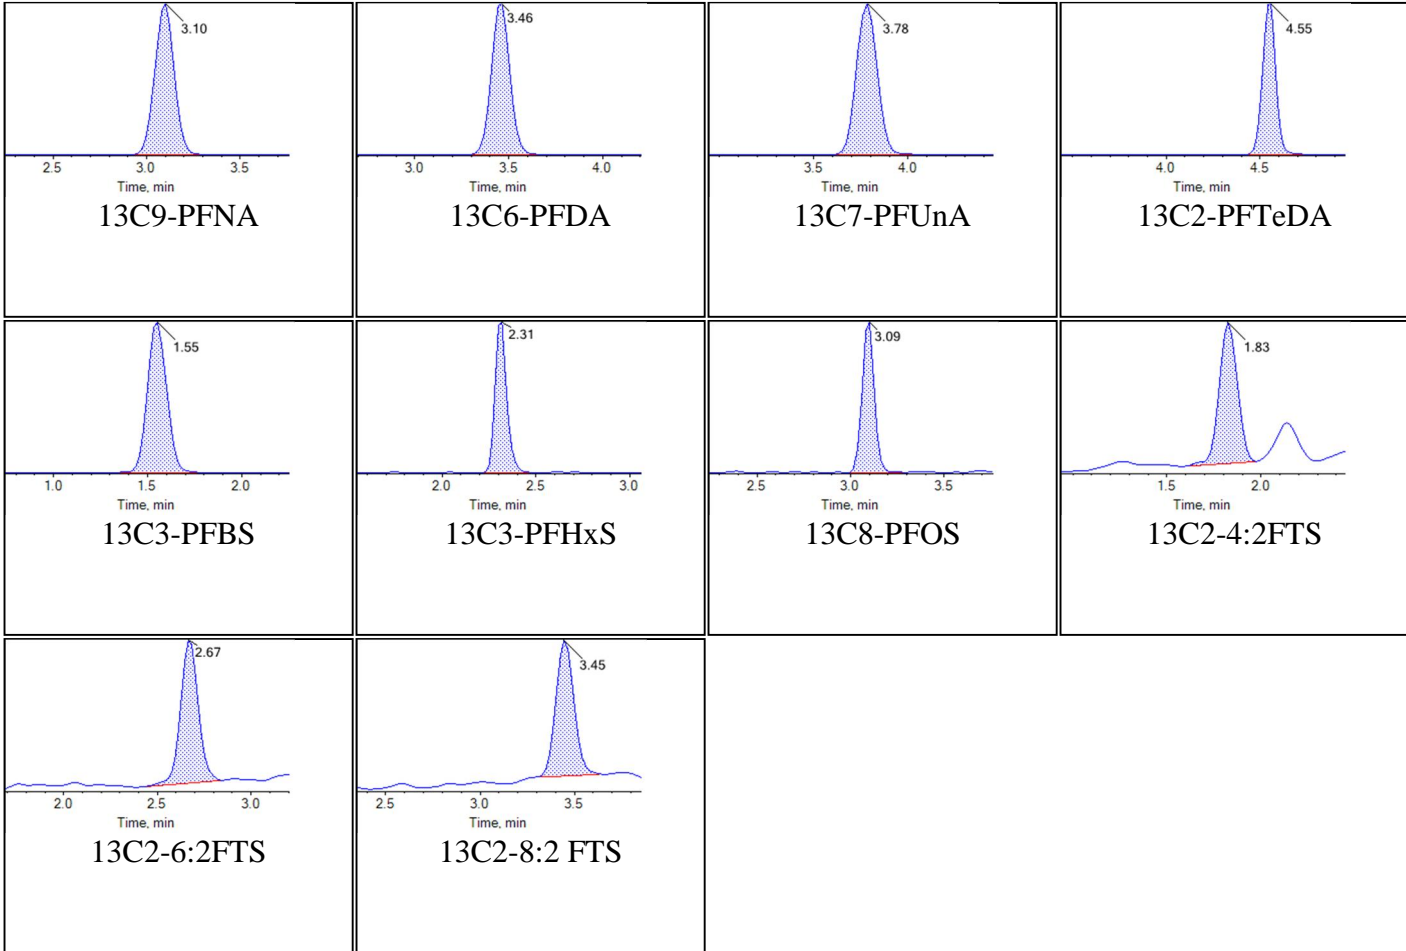 3.10
2.5 3.0 3.5
Time, min
13C9-PFNA
3.46
3.0 3.5 4.0
Time, min
13C6-PFDA
3.78
3.5 4.0
Time, min
13C7-PFUnA
4.55
4.0 4.5
Time, min
13C2-PFTeDA
1.55
1.0 1.5 2.0
Time, min
13C3-PFBS
2.31
2.0 2.5 3.0
Time, min
13C3-PFHxS
3.09
2.5 3.0 3.5
Time, min
13C8-PFOS
1.83
1.5 2.0
Time, min
13C2-4:2FTS
2.67
2.0 2.5 3.0
Time, min
13C2-6:2FTS
3.45
2.5 3.0 3.5
Time, min
13C2-8:2 FTS